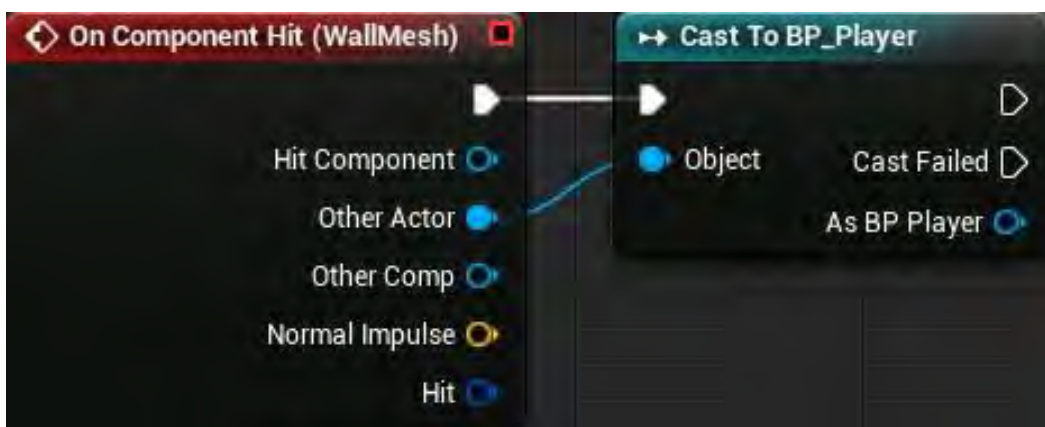 On Component Hit (WallMesh)
Hit Component
Other Actor
Other Comp
Normal Impulse
Hit
Cast To BP_Player
Object
Cast Failed
As BP Player